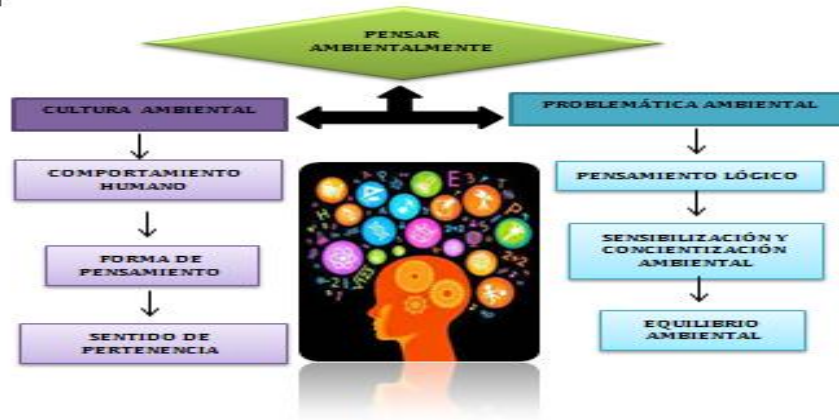 PENSAR
AMBIENTALMENTE
CULTURA AMBIENTAL
PROBLEMÁTICA AMBIENTAL
COMPORTAMIENTO
HUMANO
PENSAMIENTO LÓGICO
FORMA DE
PENSAMIENTO
SENSIBILIZACIÓN Y
CONCIENTIZACIÓN
AMBIENTAL
SENTIDO DE
PERTENENCIA
EQUILIBRIO
AMBIENTAL